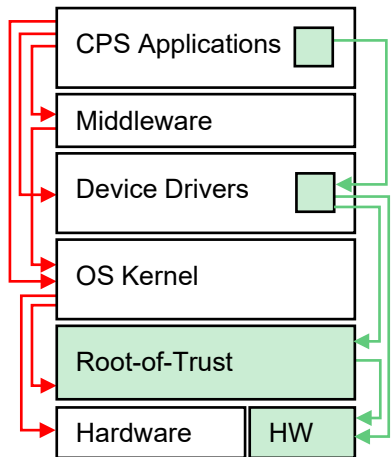 CPS Applications
Middleware
Device Drivers
OS Kernel
Root-of-Trust
Hardware
HW